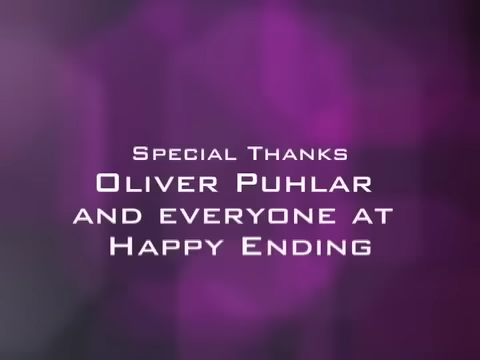 Special Thanks
Oliver Puhlar
and everyone at
Happy Ending